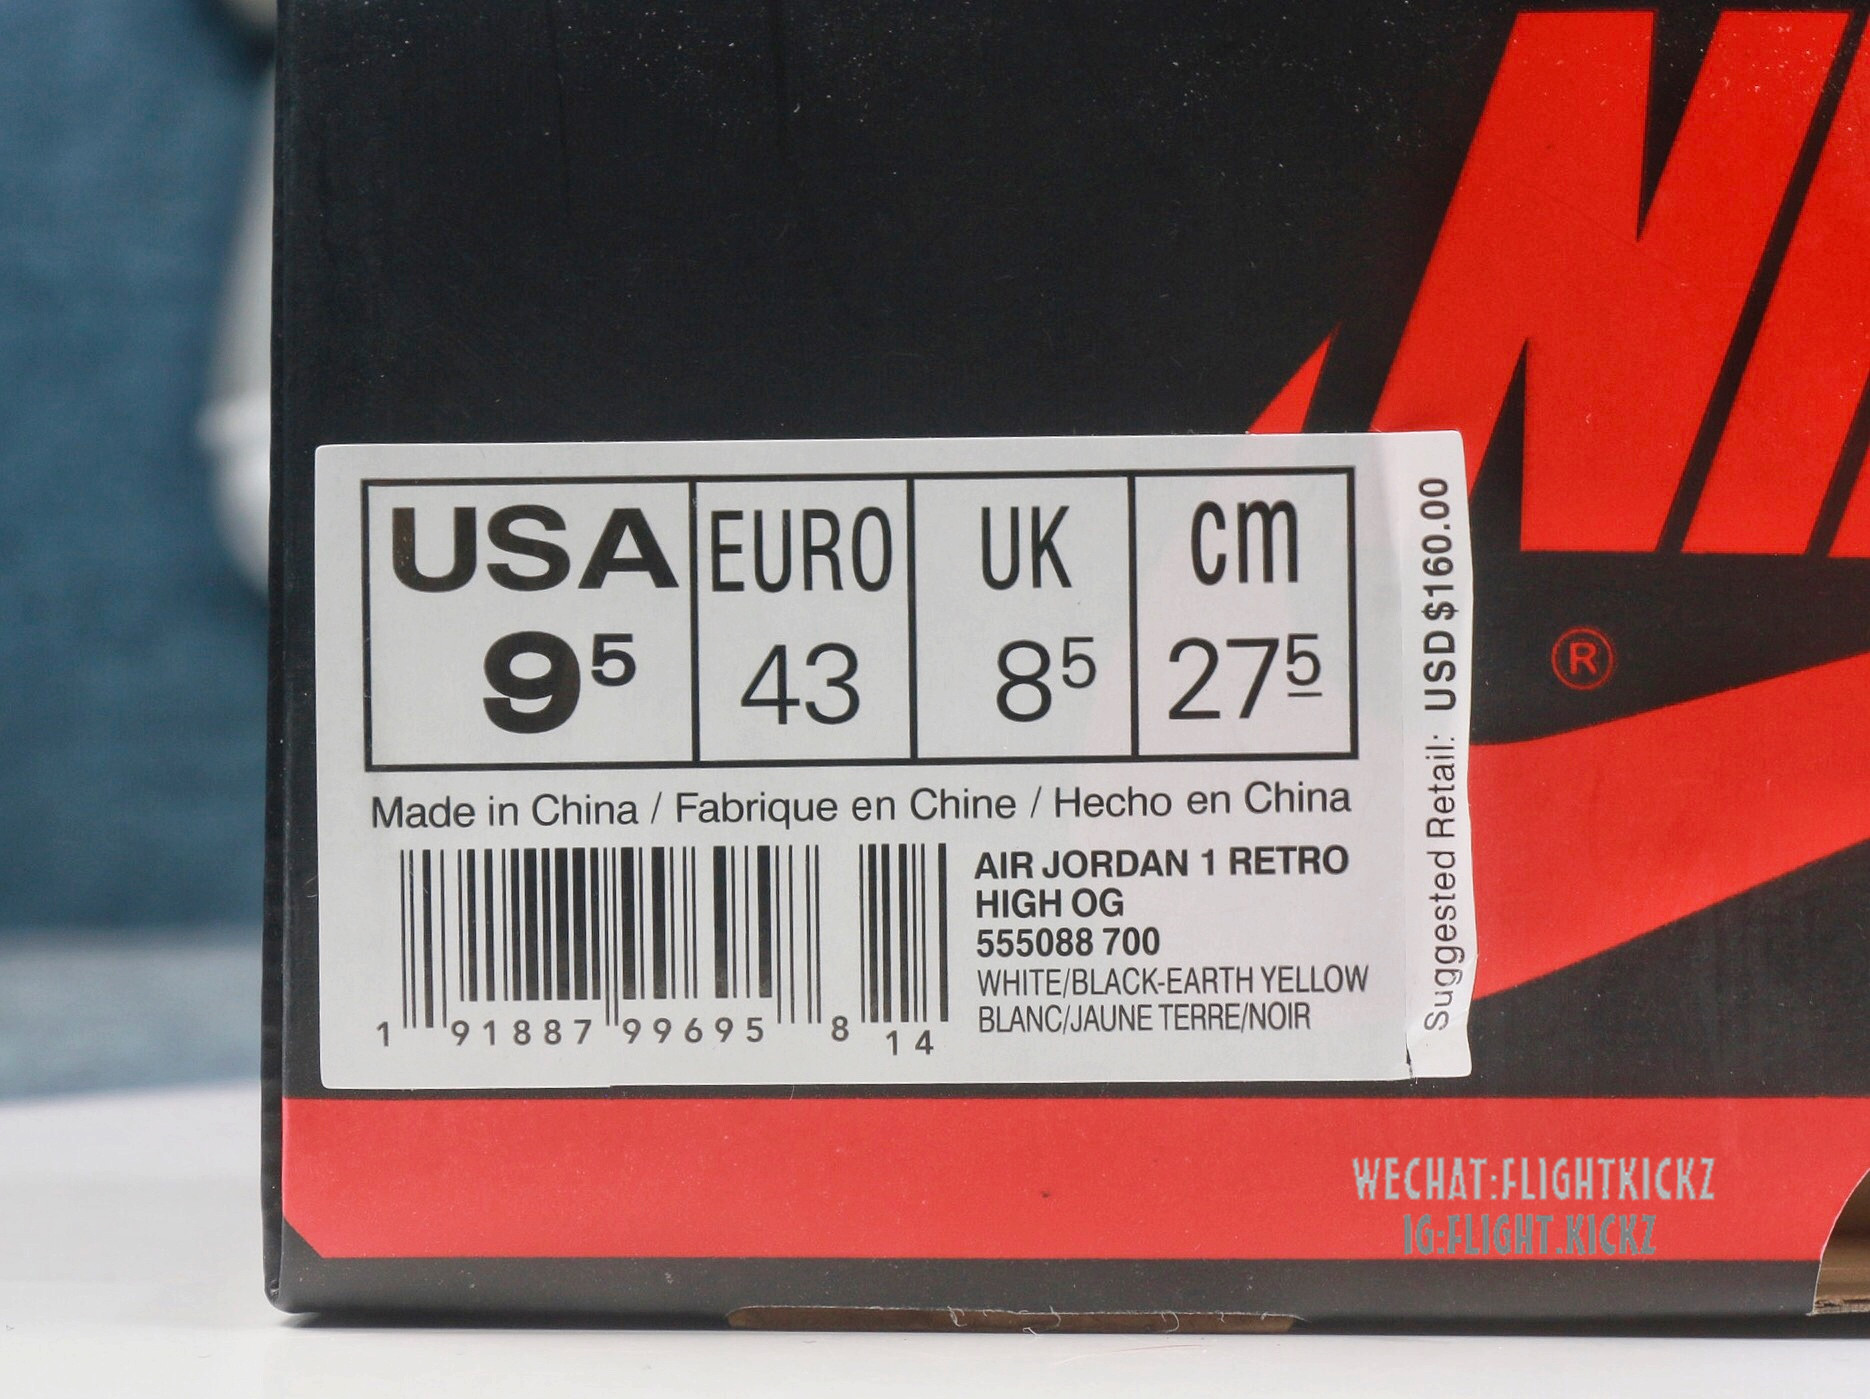 NI
®
USA EURO UK cm
9⁵ 43 8⁵ 27⁵
Made in China / Fabrique en Chine / Hecho en China
AIR JORDAN 1 RETRO
HIGH OG
555088 700
WHITE/BLACK-EARTH YELLOW
BLANC/JAUNE TERRE/NOIR
1 91887 99695 8 14
Suggested Retail: USD$160.00
WECHAT:FLIGHTKICKZ
IG:FLIGHT.KICKZ